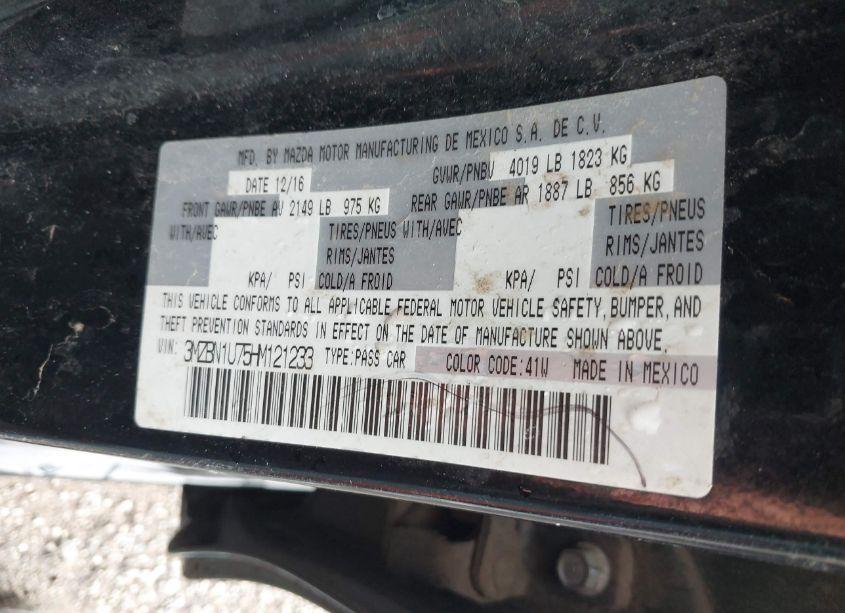 MFD. BY MAZDA MOTOR MANUFACTURING DE MEXICO S.A. DE C.V.
DATE 12/16 GVWR/PNBV 4019 LB 1823 KG
FRONT GAWR/PNBE AV 2149 LB 975 KG REAR GAWR/PNBE AR 1887 LB 856 KG
WITH/AVEC TIRES/PNEUS WITH/AVEC TIRES/PNEUS
RIMS/JANTES RIMS/JANTES
KPA/ PSI COLD/A FROID KPA/ PSI COLD/A FROID
THIS VEHICLE CONFORMS TO ALL APPLICABLE FEDERAL MOTOR VEHICLE SAFETY, BUMPER, AND
THEFT PREVENTION STANDARDS IN EFFECT ON THE DATE OF MANUFACTURE SHOWN ABOVE.
VIN: 3MZBN1U75HM121233 TYPE:PASS CAR COLOR CODE:41W MADE IN MEXICO